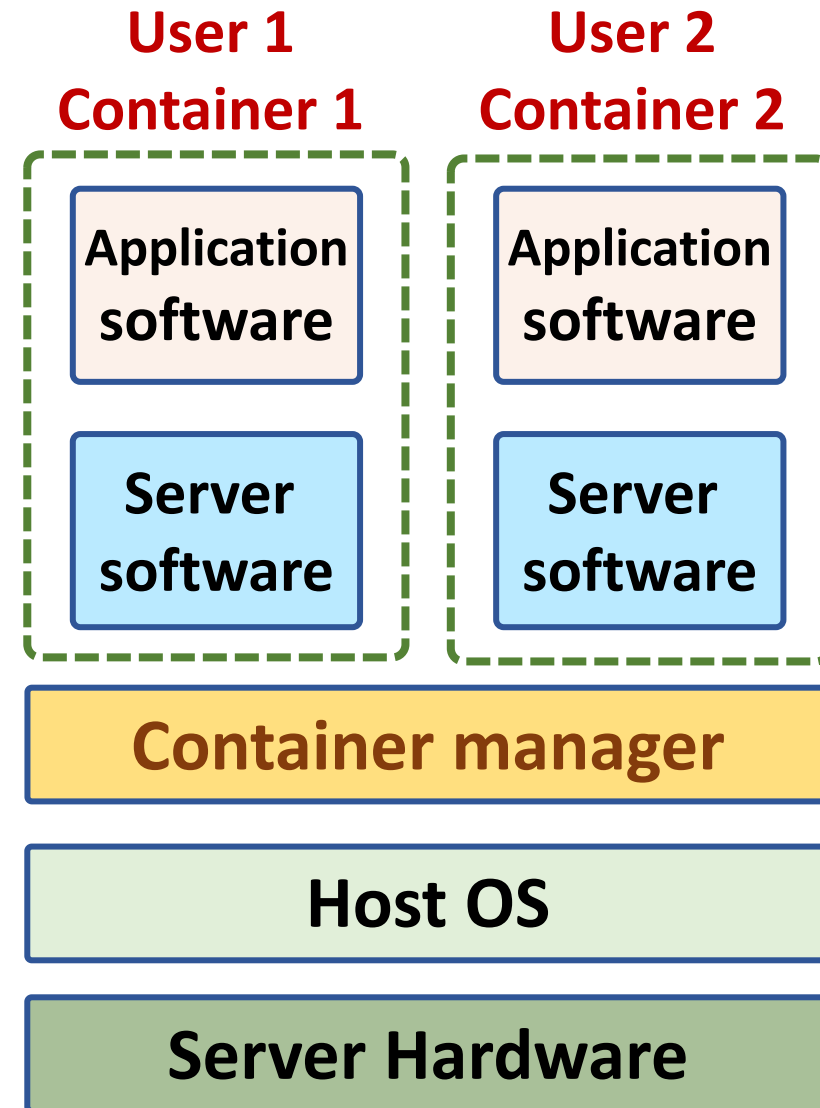 User 1
Container 1
User 2
Container 2
Application
software
Application
software
Server
software
Server
software
Container manager
Host OS
Server Hardware